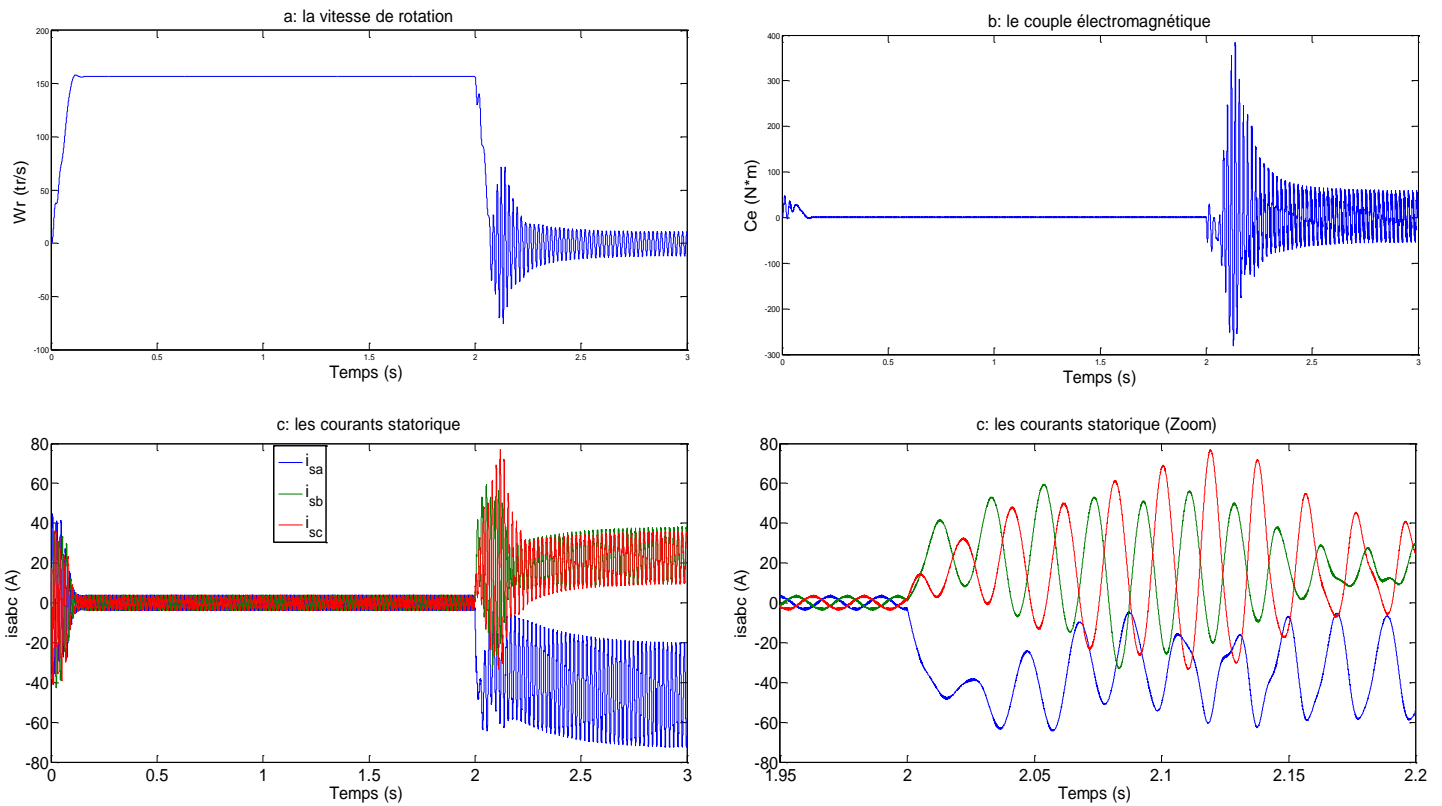 a: la vitesse de rotation
200
150
100
50
0
-50
-100
Wr (tr/s)
0 0.5 1 1.5 2 2.5 3
Temps (s)
b: le couple électromagnétique
400
300
200
100
0
-100
-200
-300
Ce (N*m)
0 0.5 1 1.5 2 2.5 3
Temps (s)
c: les courants statorique
80
60
40
20
0
-20
-40
-60
-80
isabc (A)
i_sa
i_sb
i_sc
0 0.5 1 1.5 2 2.5 3
Temps (s)
c: les courants statorique (Zoom)
80
60
40
20
0
-20
-40
-60
-80
isabc (A)
1.95 2 2.05 2.1 2.15 2.2
Temps (s)